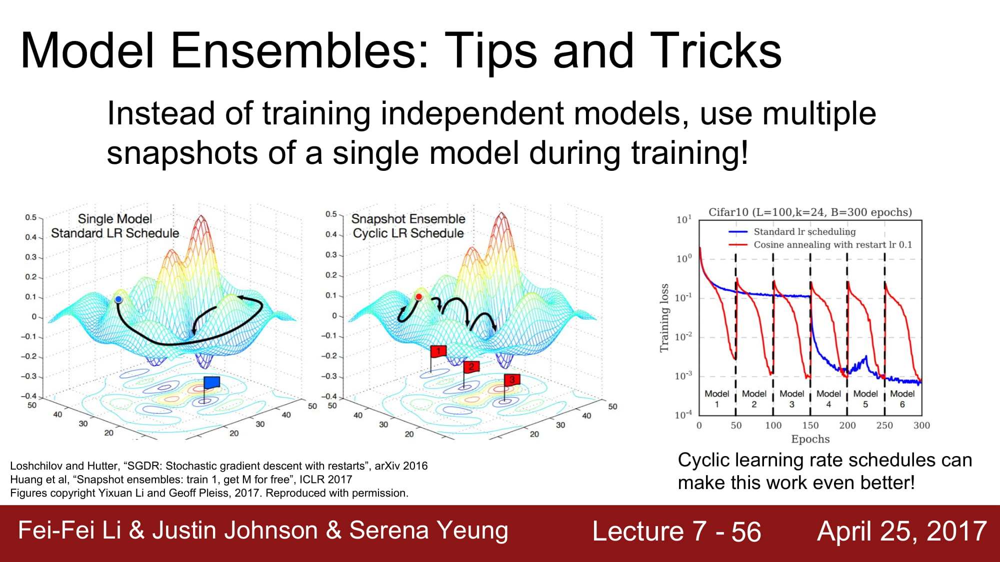 Model Ensembles: Tips and Tricks
Instead of training independent models, use multiple
snapshots of a single model during training!
Single Model
Standard LR Schedule
0.5
0.4
0.3
0.2
0.1
0
−0.1
−0.2
−0.3
−0.4
50
40
30
20
20
30
40
50
Snapshot Ensemble
Cyclic LR Schedule
0.5
0.4
0.3
0.2
0.1
0
−0.1
−0.2
−0.3
−0.4
50
40
30
20
20
30
40
50
1
2
3
Cifar10 (L=100,k=24, B=300 epochs)
Standard lr scheduling
Cosine annealing with restart lr 0.1
Training loss
10¹
10⁰
10⁻¹
10⁻²
10⁻³
10⁻⁴
Model 1
Model 2
Model 3
Model 4
Model 5
Model 6
0 50 100 150 200 250 300
Epochs
Cyclic learning rate schedules can
make this work even better!
Loshchilov and Hutter, “SGDR: Stochastic gradient descent with restarts”, arXiv 2016
Huang et al, “Snapshot ensembles: train 1, get M for free”, ICLR 2017
Figures copyright Yixuan Li and Geoff Pleiss, 2017. Reproduced with permission.
Fei-Fei Li & Justin Johnson & Serena Yeung
Lecture 7 - 56
April 25, 2017